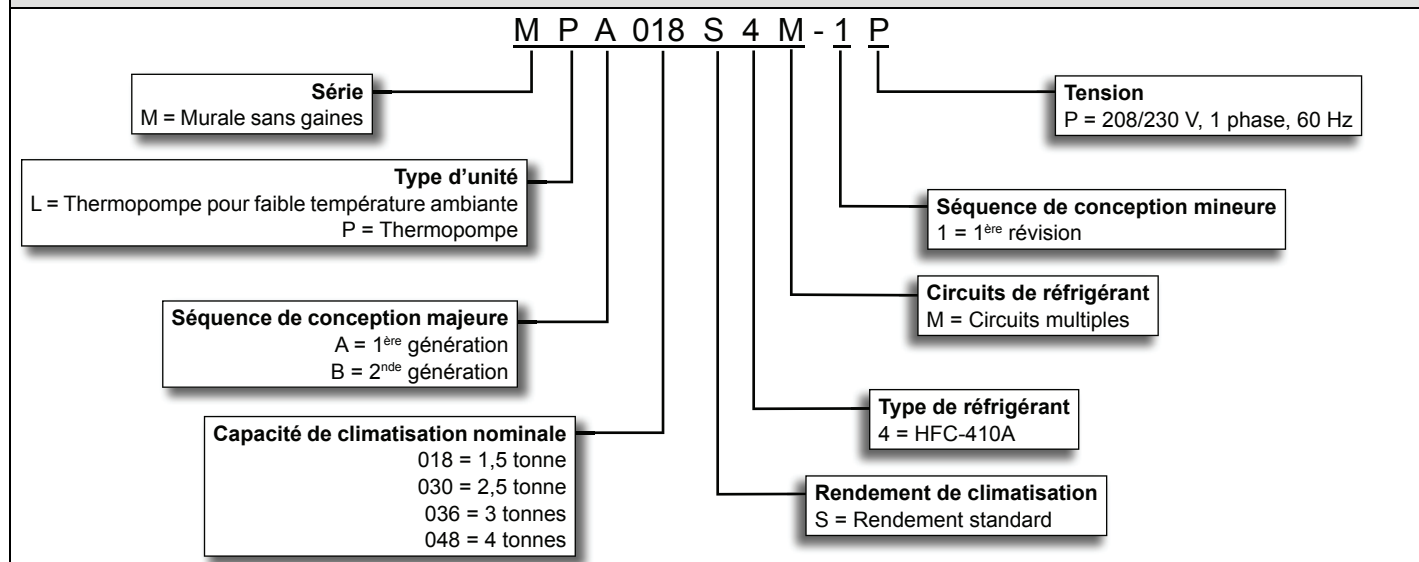 M P A 018 S 4 M - 1 P
Série
M = Murale sans gaines
Type d’unité
L = Thermopompe pour faible température ambiante
P = Thermopompe
Séquence de conception majeure
A = 1ère génération
B = 2nde génération
Capacité de climatisation nominale
018 = 1,5 tonne
030 = 2,5 tonne
036 = 3 tonnes
048 = 4 tonnes
Tension
P = 208/230 V, 1 phase, 60 Hz
Séquence de conception mineure
1 = 1ère révision
Circuits de réfrigérant
M = Circuits multiples
Type de réfrigérant
4 = HFC-410A
Rendement de climatisation
S = Rendement standard